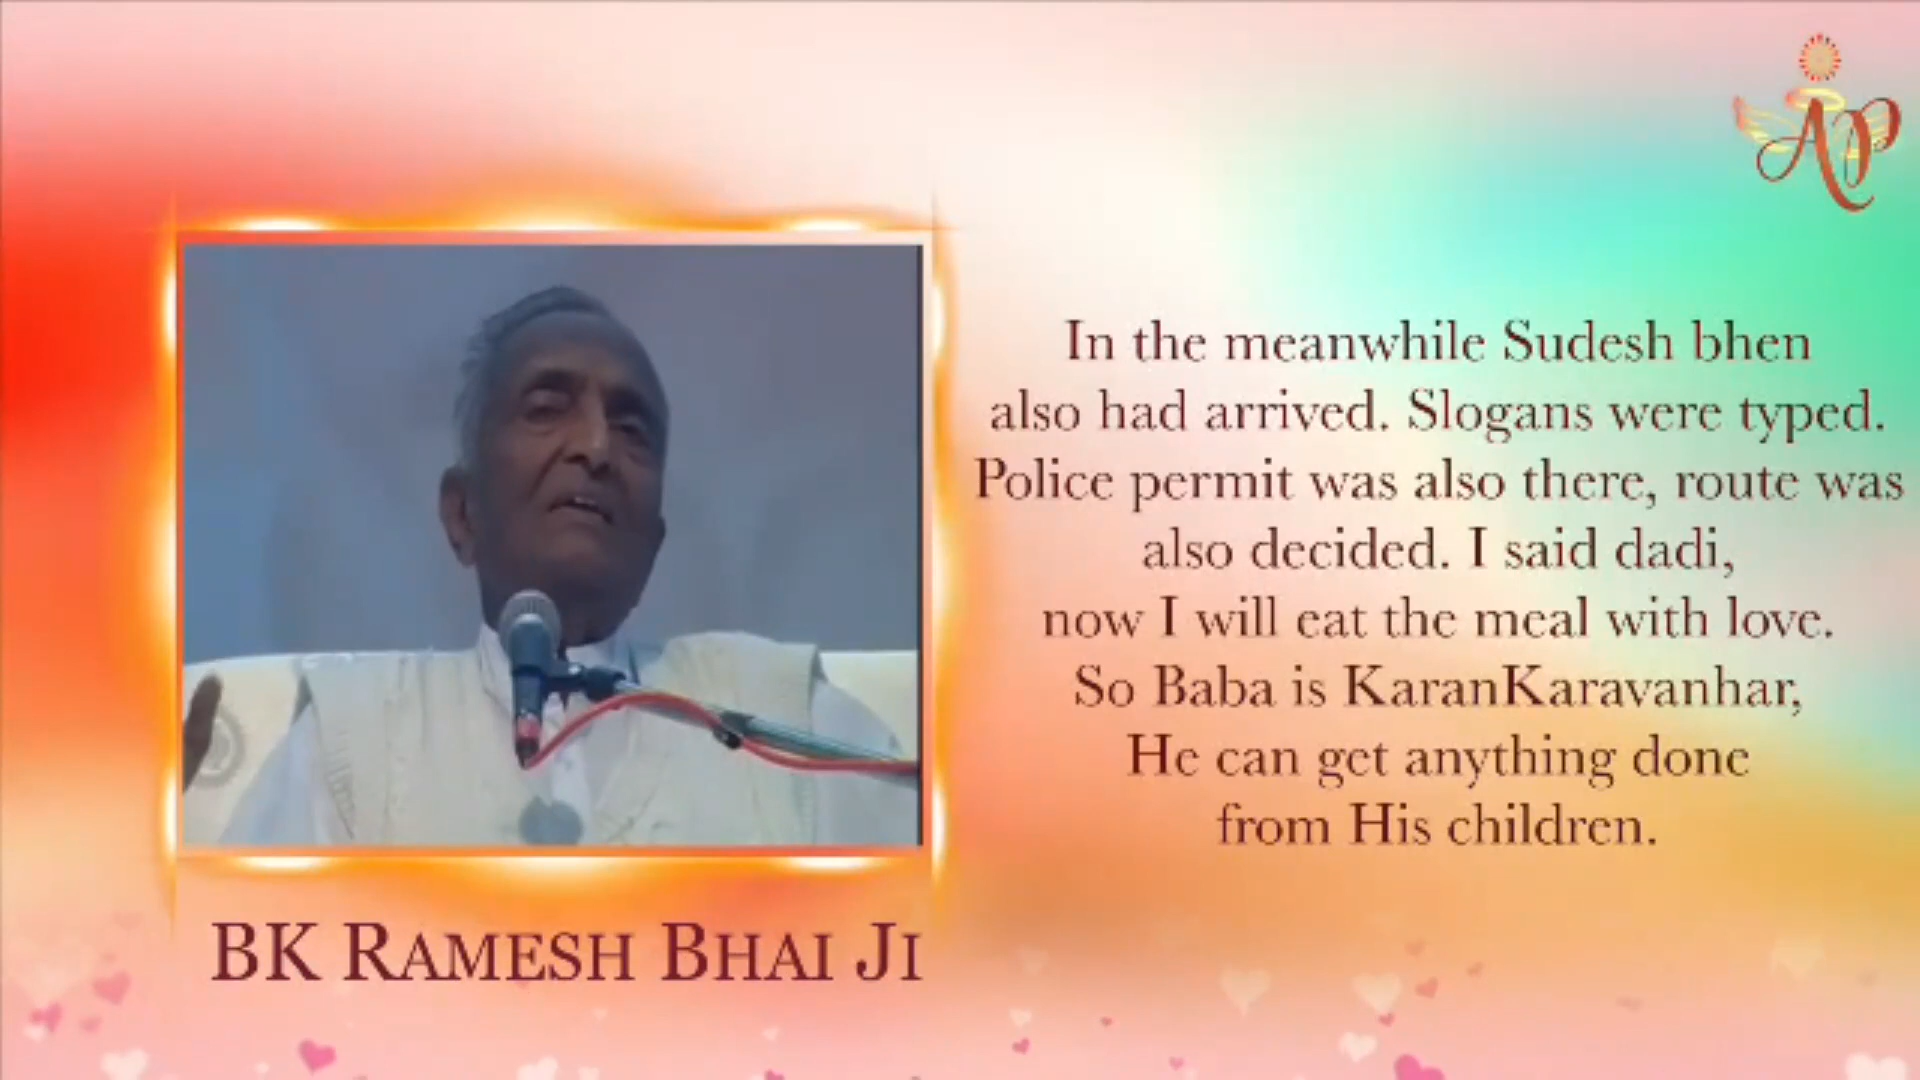 AP
In the meanwhile Sudesh bhen
also had arrived. Slogans were typed.
Police permit was also there, route was
also decided. I said dadi,
now I will eat the meal with love.
So Baba is KaranKaravanhar,
He can get anything done
from His children.
BK RAMESH BHAI JI